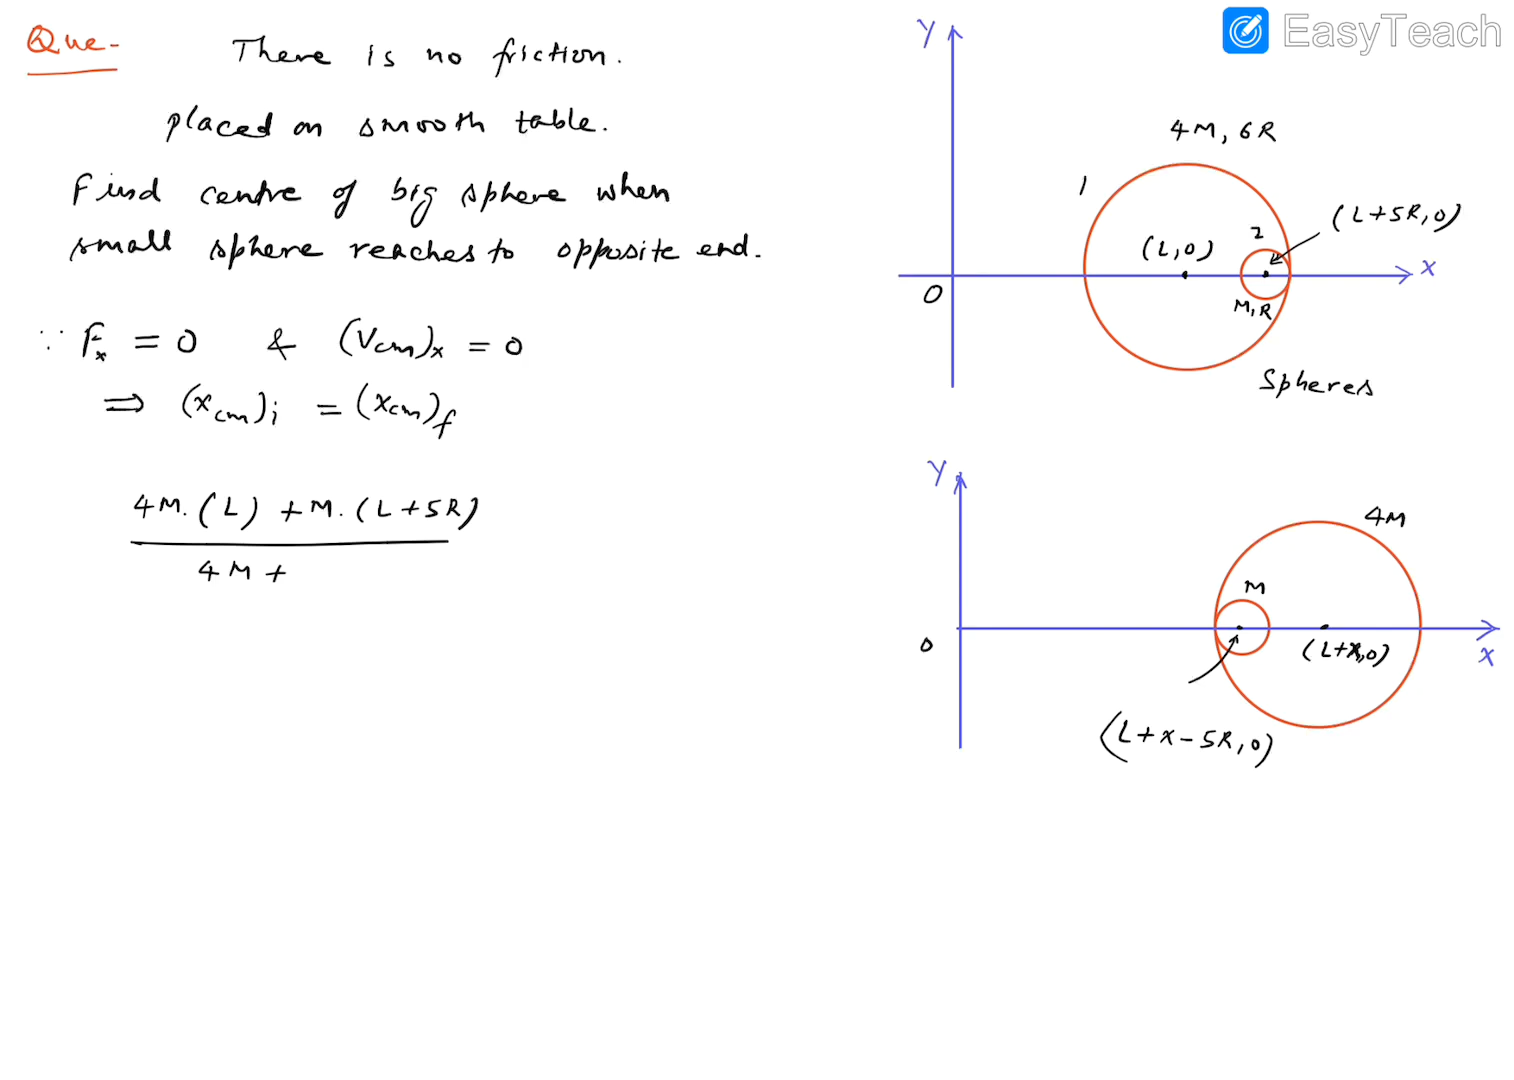 EasyTeach
Que-
There is no friction.
placed on smooth table.
Find centre of big sphere when
small sphere reaches to opposite end.
∵ Fₓ = 0 & (Vcm)ₓ = 0
⇒ (xcm)i = (xcm)f
4M.(L) + M.(L+5R)
4M +
Y
4M, 6R
1
(L+5R,0)
2
(L,0)
X
O
M,R
Spheres
Y
4M
M
0
(L+x,0)
X
(L+x-5R,0)